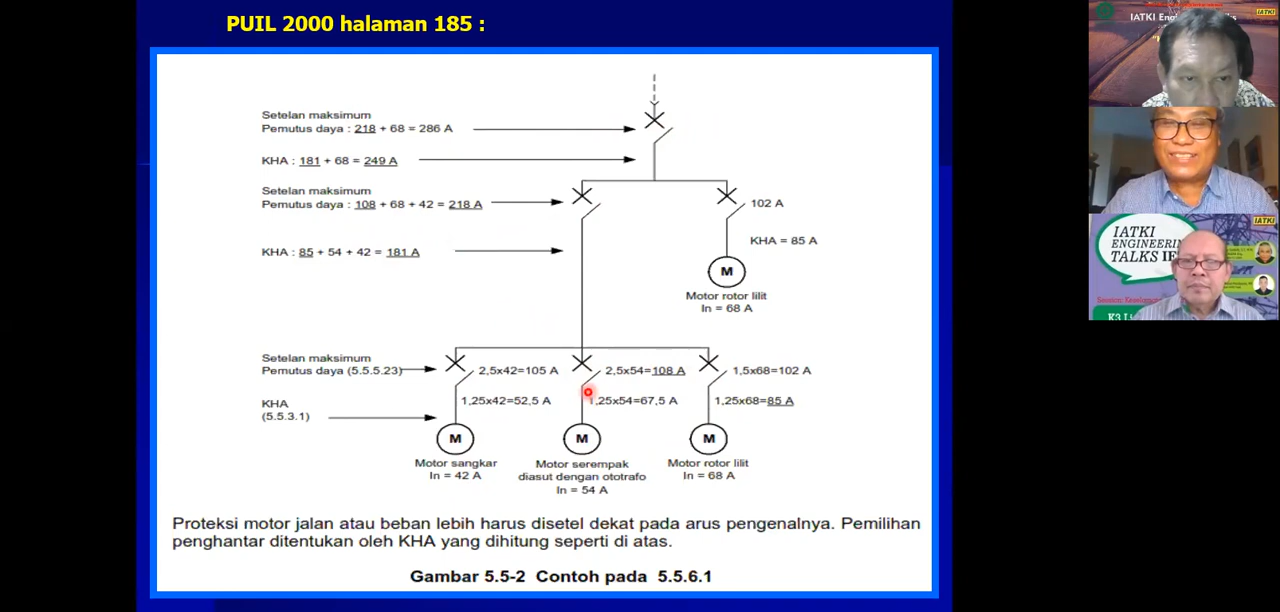 PUIL 2000 halaman 185 :
Setelan maksimum
Pemutus daya : 218 + 68 = 286 A
KHA : 181 + 68 = 249 A
Setelan maksimum
Pemutus daya : 108 + 68 + 42 = 218 A
102 A
KHA : 85 + 54 + 42 = 181 A
KHA = 85 A
M
Motor rotor lilit
In = 68 A
Setelan maksimum
Pemutus daya (5.5.5.23)
2,5x42=105 A
2,5x54=108 A
1,5x68=102 A
KHA
(5.5.3.1)
1,25x42=52,5 A
1,25x54=67,5 A
1,25x68=85 A
M
M
M
Motor sangkar
In = 42 A
Motor serempak
diasut dengan ototrafo
In = 54 A
Motor rotor lilit
In = 68 A
Proteksi motor jalan atau beban lebih harus disetel dekat pada arus pengenalnya. Pemilihan
penghantar ditentukan oleh KHA yang dihitung seperti di atas.
Gambar 5.5-2 Contoh pada 5.5.6.1
IATKI
IATKI
IATKI
ENGINEERIN
TALKS